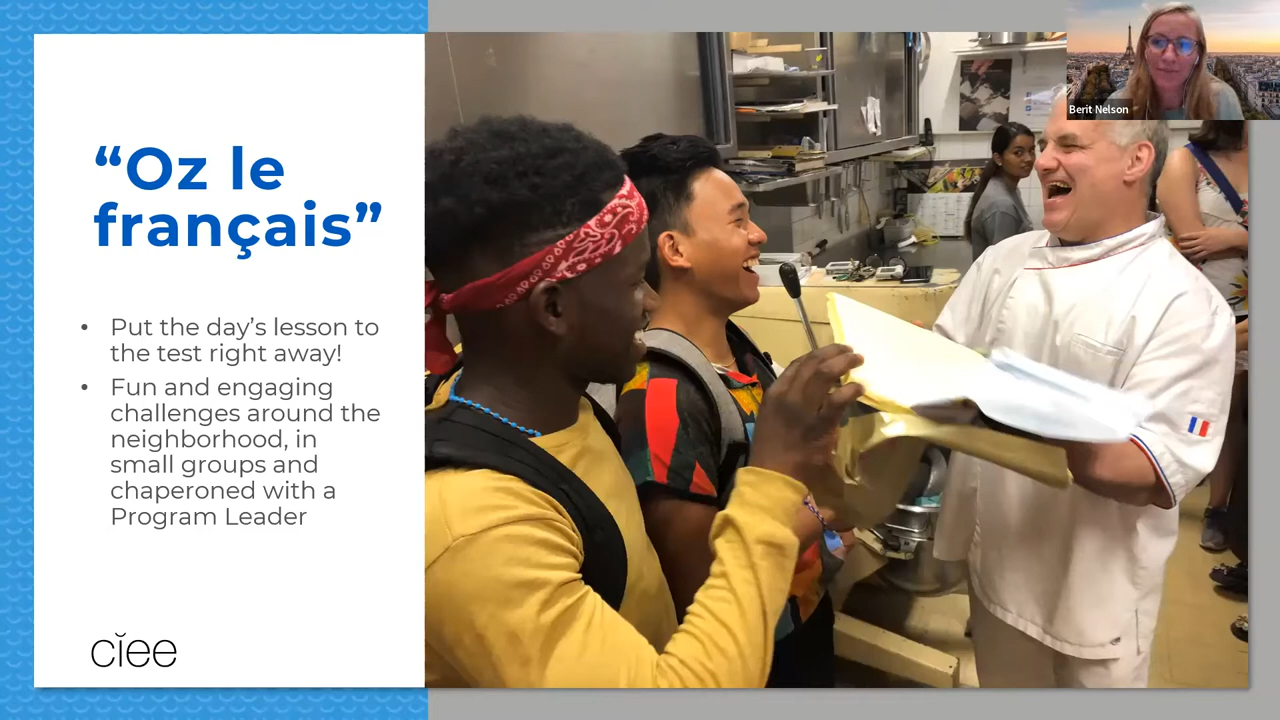 “Oz le
français”
• Put the day’s lesson to
the test right away!
• Fun and engaging
challenges around the
neighborhood, in
small groups and
chaperoned with a
Program Leader
cĭee
Berit Nelson